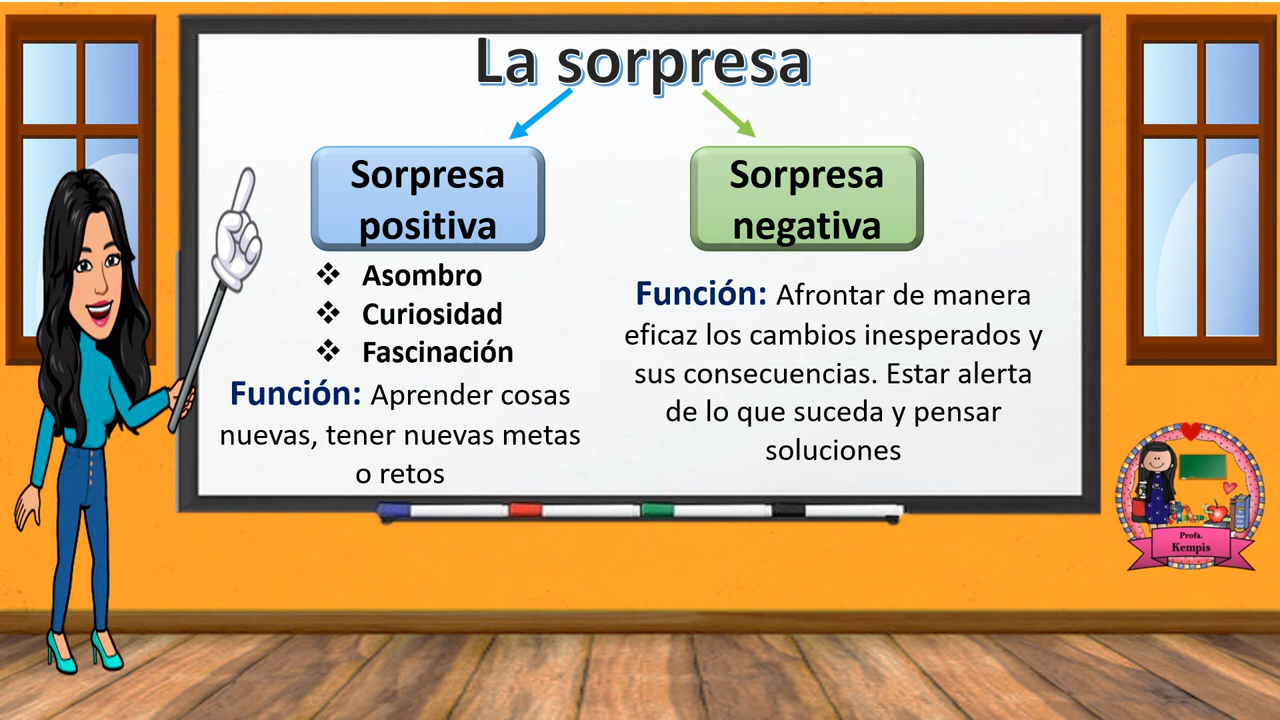 La sorpresa
Sorpresa
positiva
❖ Asombro
❖ Curiosidad
❖ Fascinación
Función: Aprender cosas
nuevas, tener nuevas metas
o retos
Sorpresa
negativa
Función: Afrontar de manera
eficaz los cambios inesperados y
sus consecuencias. Estar alerta
de lo que suceda y pensar
soluciones
Profa.
Kempis